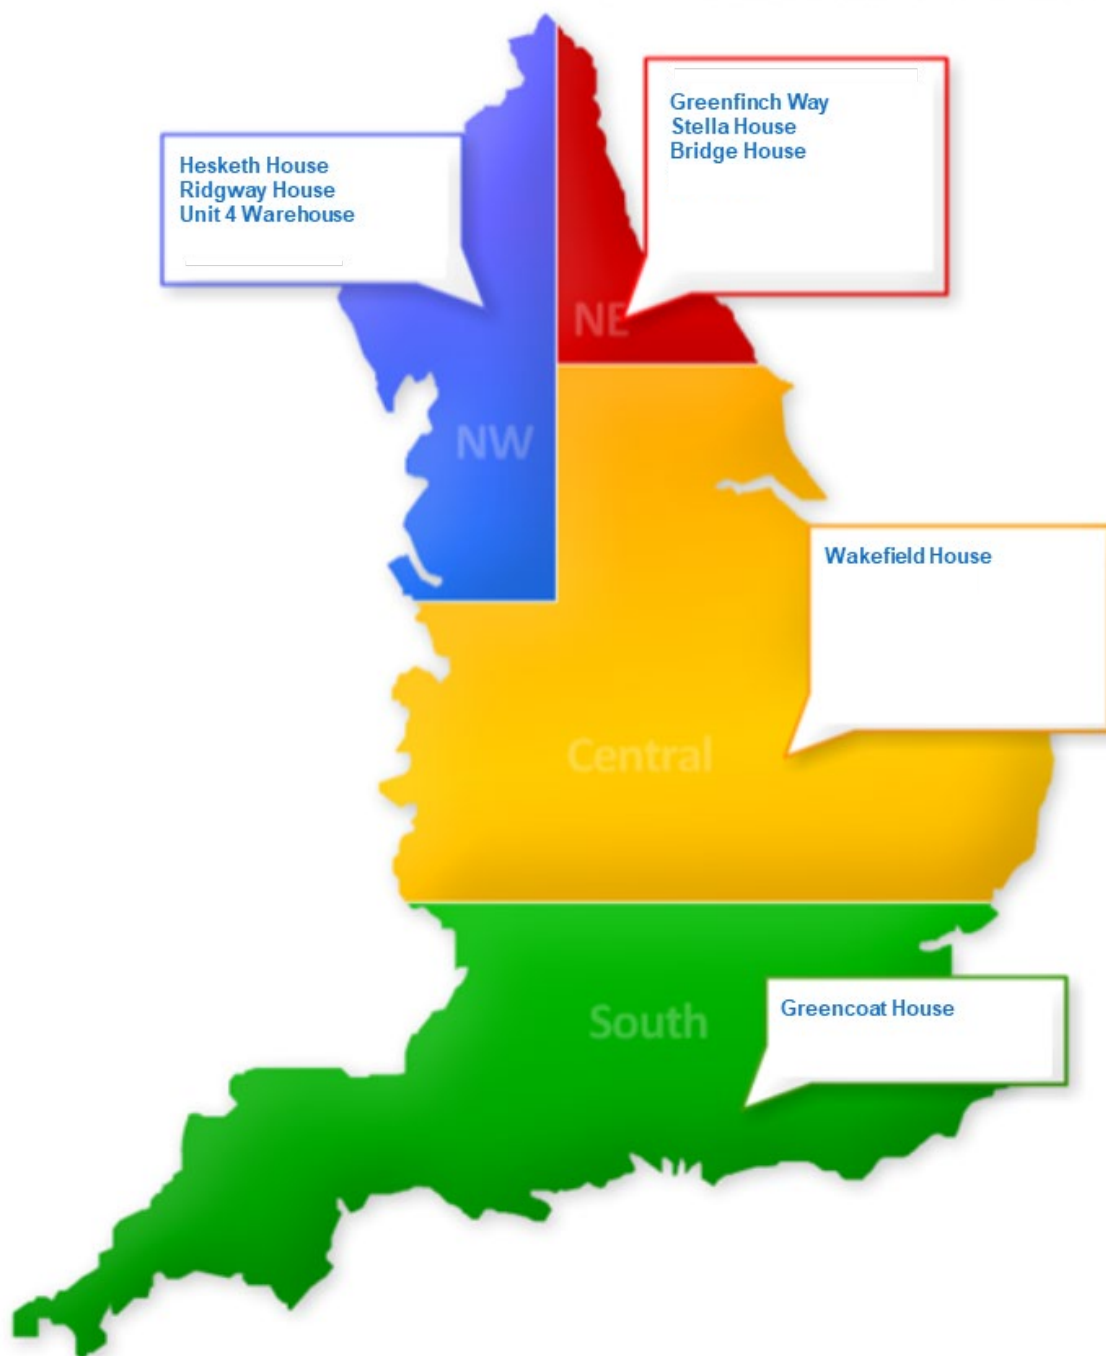 Greenfinch Way
Stella House
Bridge House
Hesketh House
Ridgway House
Unit 4 Warehouse
NE
NW
Wakefield House
Central
South
Greencoat House